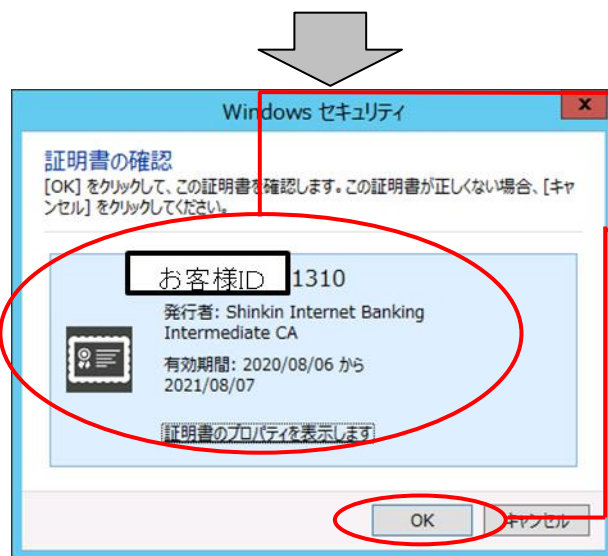 Windows セキュリティ
x
証明書の確認
[OK] をクリックして、この証明書を確認します。この証明書が正しくない場合、[キャ
ンセル] をクリックしてください。
お客様ID 1310
発行者: Shinkin Internet Banking
Intermediate CA
有効期間: 2020/08/06 から
2021/08/07
証明書のプロパティを表示します
OK
キャンセル